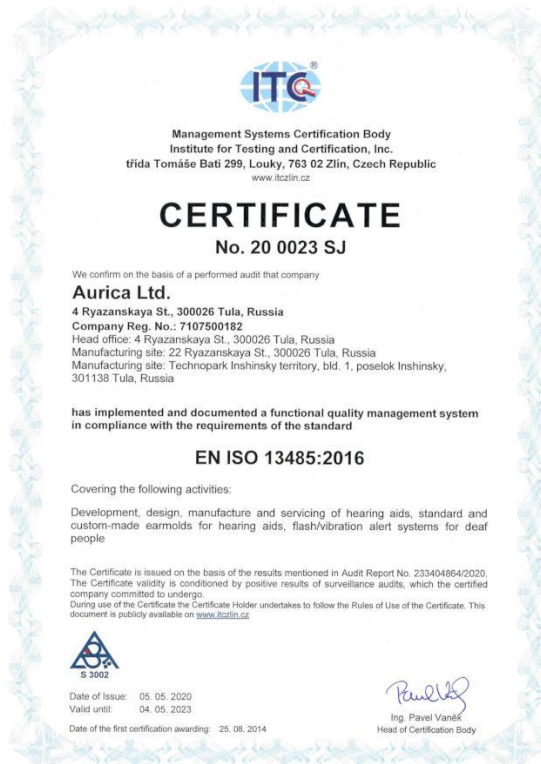 ITC®
Management Systems Certification Body
Institute for Testing and Certification, Inc.
třída Tomáše Bati 299, Louky, 763 02 Zlín, Czech Republic
www.itczlin.cz
CERTIFICATE
No. 20 0023 SJ
We confirm on the basis of a performed audit that company
Aurica Ltd.
4 Ryazanskaya St., 300026 Tula, Russia
Company Reg. No.: 7107500182
Head office: 4 Ryazanskaya St., 300026 Tula, Russia
Manufacturing site: 22 Ryazanskaya St., 300026 Tula, Russia
Manufacturing site: Technopark Inshinsky territory, bld. 1, poselok Inshinsky,
301138 Tula, Russia
has implemented and documented a functional quality management system
in compliance with the requirements of the standard
EN ISO 13485:2016
Covering the following activities:
Development, design, manufacture and servicing of hearing aids, standard and
custom-made earmolds for hearing aids, flash/vibration alert systems for deaf
people
The Certificate is issued on the basis of the results mentioned in Audit Report No. 233404864/2020.
The Certificate validity is conditioned by positive results of surveillance audits, which the certified
company committed to undergo.
During use of the Certificate the Certificate Holder undertakes to follow the Rules of Use of the Certificate. This
document is publicly available on www.itczlin.cz
S 3002
Date of Issue: 05. 05. 2020
Valid until: 04. 05. 2023
Date of the first certification awarding: 25. 08. 2014
Ing. Pavel Vaněk
Head of Certification Body